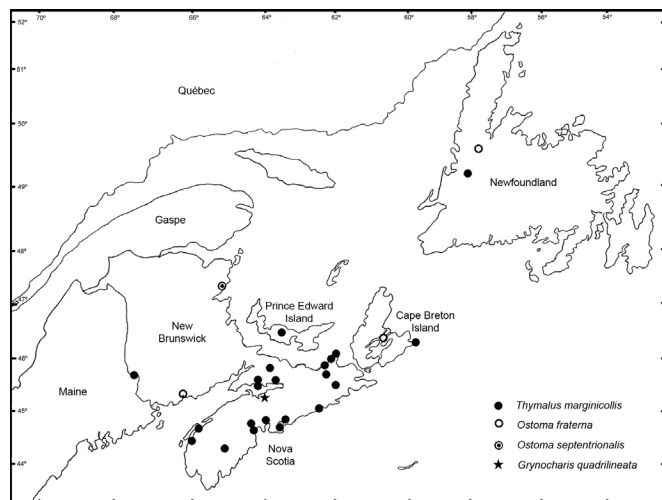 70° 68° 66° 64° 62° 60° 58° 56° 54°
52°
51°
Québec
50°
49°
Newfoundland
Gaspe
48°
47°
Prince Edward
Island
Cape Breton
Island
New
Brunswick
46°
Maine
45°
Nova
Scotia
44°
Thymalus marginicollis
Ostoma fraterna
Ostoma septentrionalis
Grynocharis quadrilineata